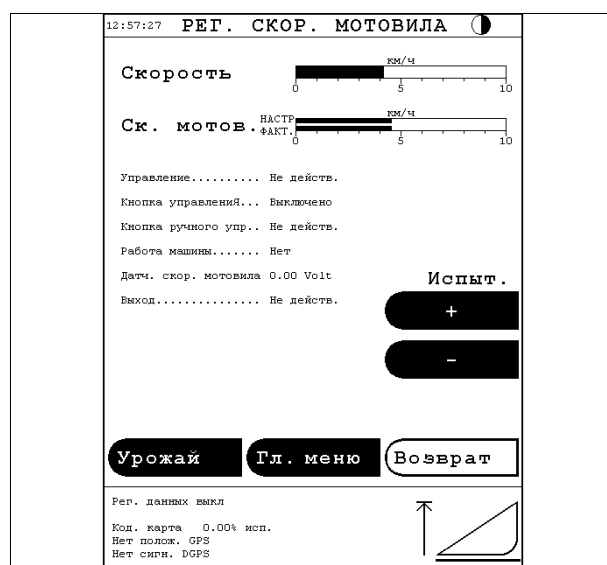 12:57:27 РЕГ. СКОР. МОТОВИЛА
км/ч
Скорость
0 5 10
км/ч
Ск. мотов. НАСТР
ФАКТ.
0 5 10
Управление.......... Не действ.
Кнопка управлениЯ... Выключено
Кнопка ручного упр.. Не действ.
Работа машины....... Нет
Датч. скор. мотовила 0.00 Volt
Выход............... Не действ.
Испыт.
+
-
Урожай Гл. меню Возврат
Рег. данных выкл
Код. карта 0.00% исп.
Нет полож. GPS
Нет сигн. DGPS